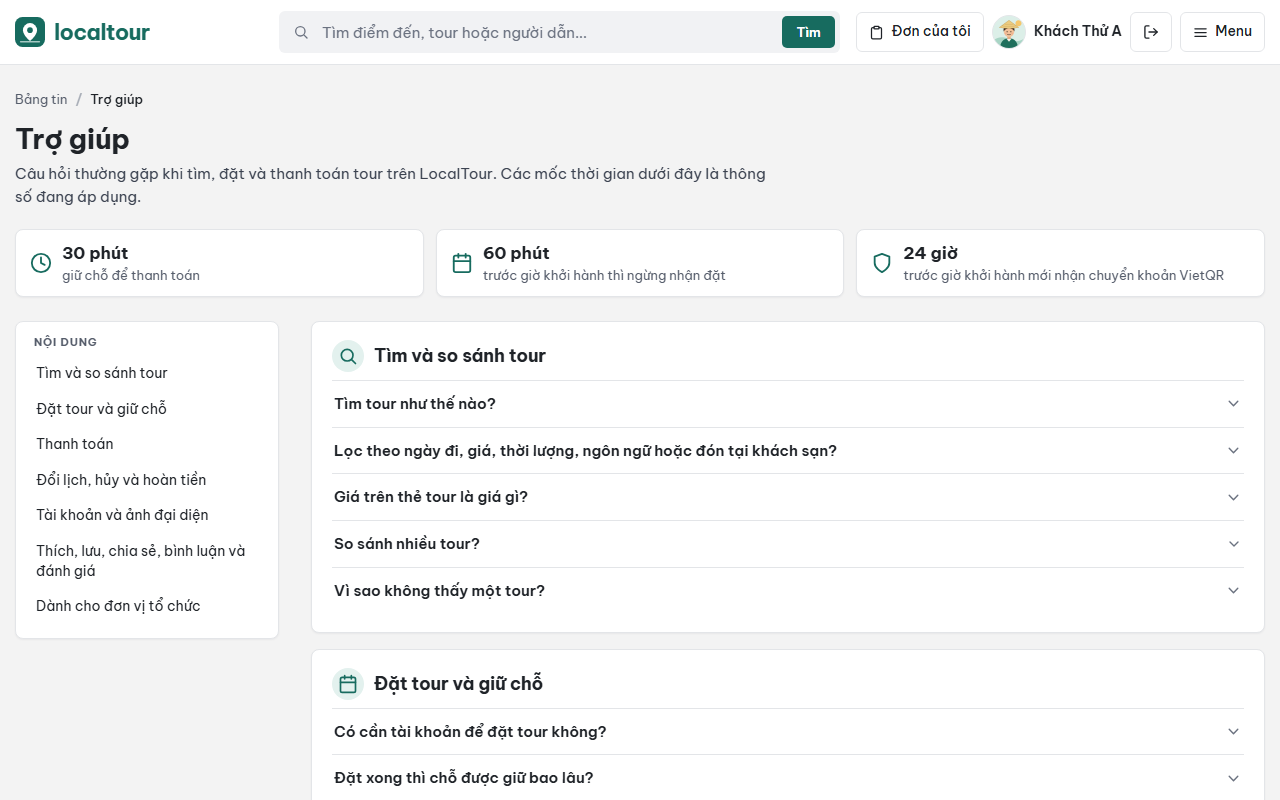 localtour
Tìm điểm đến, tour hoặc người dẫn...
Tìm
Đơn của tôi
Khách Thử A
Menu
Bảng tin / Trợ giúp
Trợ giúp
Câu hỏi thường gặp khi tìm, đặt và thanh toán tour trên LocalTour. Các mốc thời gian dưới đây là thông
số đang áp dụng.
30 phút
giữ chỗ để thanh toán
60 phút
trước giờ khởi hành thì ngừng nhận đặt
24 giờ
trước giờ khởi hành mới nhận chuyển khoản VietQR
NỘI DUNG
Tìm và so sánh tour
Đặt tour và giữ chỗ
Thanh toán
Đổi lịch, hủy và hoàn tiền
Tài khoản và ảnh đại diện
Thích, lưu, chia sẻ, bình luận và
đánh giá
Dành cho đơn vị tổ chức
Tìm và so sánh tour
Tìm tour như thế nào?
Lọc theo ngày đi, giá, thời lượng, ngôn ngữ hoặc đón tại khách sạn?
Giá trên thẻ tour là giá gì?
So sánh nhiều tour?
Vì sao không thấy một tour?
Đặt tour và giữ chỗ
Có cần tài khoản để đặt tour không?
Đặt xong thì chỗ được giữ bao lâu?